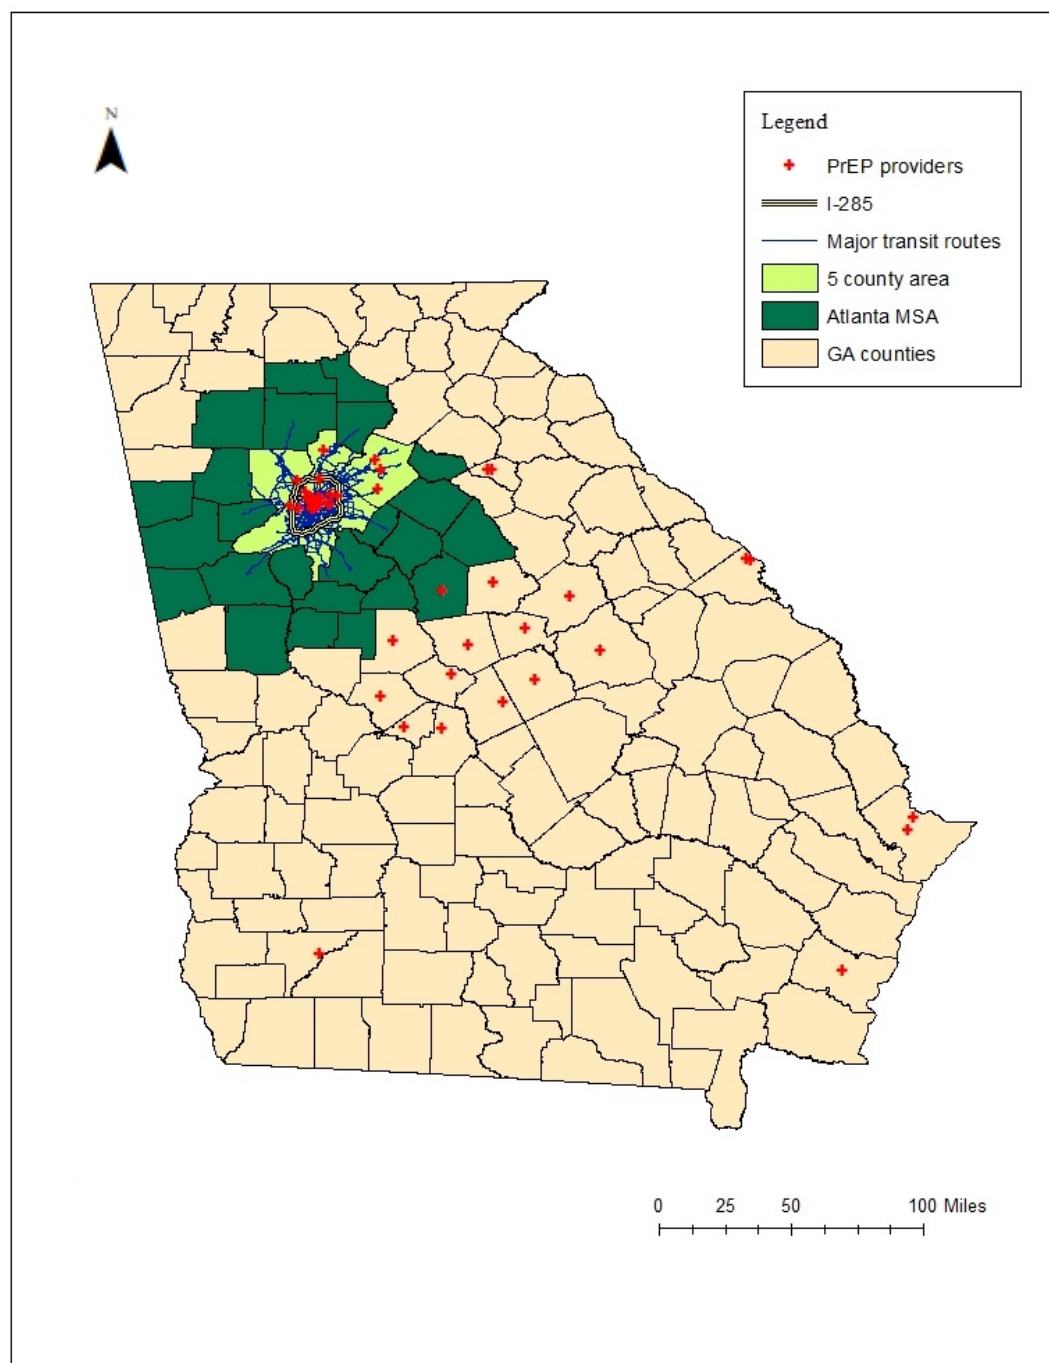 N
Legend
PrEP providers
I-285
Major transit routes
5 county area
Atlanta MSA
GA counties
0 25 50 100 Miles